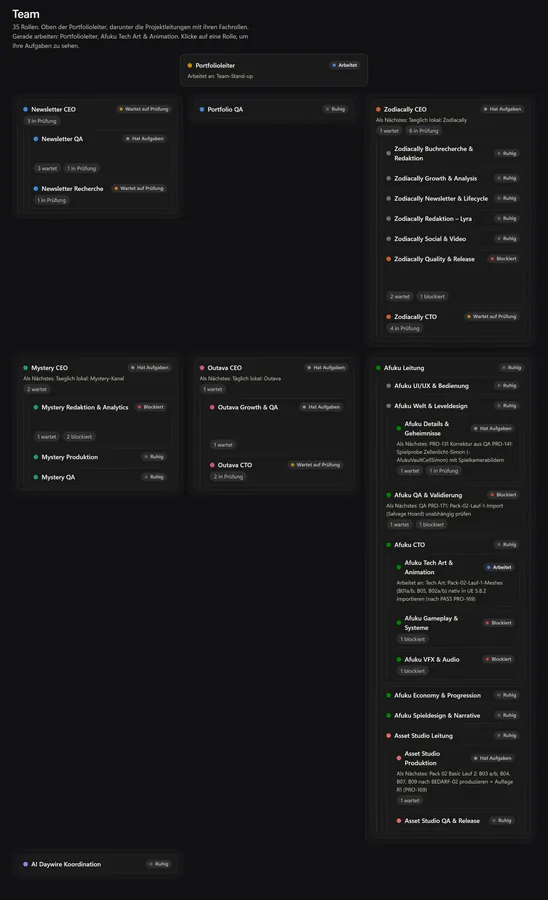 Team
35 Rollen. Oben der Portfolioleiter, darunter die Projektleitungen mit ihren Fachrollen.
Gerade arbeiten: Portfolioleiter, Afuku Tech Art & Animation. Klicke auf eine Rolle, um
ihre Aufgaben zu sehen.
Portfolioleiter Arbeitet
Arbeitet an: Team-Stand-up
Newsletter CEO Wartet auf Prüfung
3 in Prüfung
Newsletter QA Hat Aufgaben
3 wartet 1 in Prüfung
Newsletter Recherche Wartet auf Prüfung
1 in Prüfung
Portfolio QA Ruhig
Zodiacally CEO Hat Aufgaben
Als Nächstes: Taeglich lokal: Zodiacally
1 wartet 6 in Prüfung
Zodiacally Buchrecherche &
Redaktion Ruhig
Zodiacally Growth & Analysis Ruhig
Zodiacally Newsletter & Lifecycle Ruhig
Zodiacally Redaktion – Lyra Ruhig
Zodiacally Social & Video Ruhig
Zodiacally Quality & Release Blockiert
2 wartet 1 blockiert
Zodiacally CTO Wartet auf Prüfung
4 in Prüfung
Mystery CEO Hat Aufgaben
Als Nächstes: Taeglich lokal: Mystery-Kanal
2 wartet
Mystery Redaktion & Analytics Blockiert
1 wartet 2 blockiert
Mystery Produktion Ruhig
Mystery QA Ruhig
Outava CEO Hat Aufgaben
Als Nächstes: Täglich lokal: Outava
1 wartet
Outava Growth & QA Hat Aufgaben
1 wartet
Outava CTO Wartet auf Prüfung
2 in Prüfung
Afuku Leitung Ruhig
Afuku UI/UX & Bedienung Ruhig
Afuku Welt & Leveldesign Ruhig
Afuku Details &
Geheimnisse Hat Aufgaben
Als Nächstes: PRO-131 Korrektur aus QA PRO-141:
Spielprobe Zellenlicht-Simon (-
AfukuVaultCellSimon) mit Spielkamerabildern
1 wartet 1 in Prüfung
Afuku QA & Validierung Blockiert
Als Nächstes: QA PRO-171: Pack-02-Lauf-1-Import
(Salvage Hoard) unabhängig prüfen
1 wartet 1 blockiert
Afuku CTO Ruhig
Afuku Tech Art &
Animation Arbeitet
Arbeitet an: Tech Art: Pack-02-Lauf-1-Meshes
(B01a/b, B05, B02a/b) nativ in UE 5.8.2
importieren (nach PASS PRO-169)
Afuku Gameplay &
Systeme Blockiert
1 blockiert
Afuku VFX & Audio Blockiert
1 blockiert
Afuku Economy & Progression Ruhig
Afuku Spieldesign & Narrative Ruhig
Asset Studio Leitung Ruhig
Asset Studio
Produktion Hat Aufgaben
Als Nächstes: Pack 02 Basic Lauf 2: B03 a/b, B04,
B07, B09 nach BEDARF-02 produzieren + Auflage
R1 (PRO-169)
1 wartet
Asset Studio QA & Release Ruhig
AI Daywire Koordination Ruhig